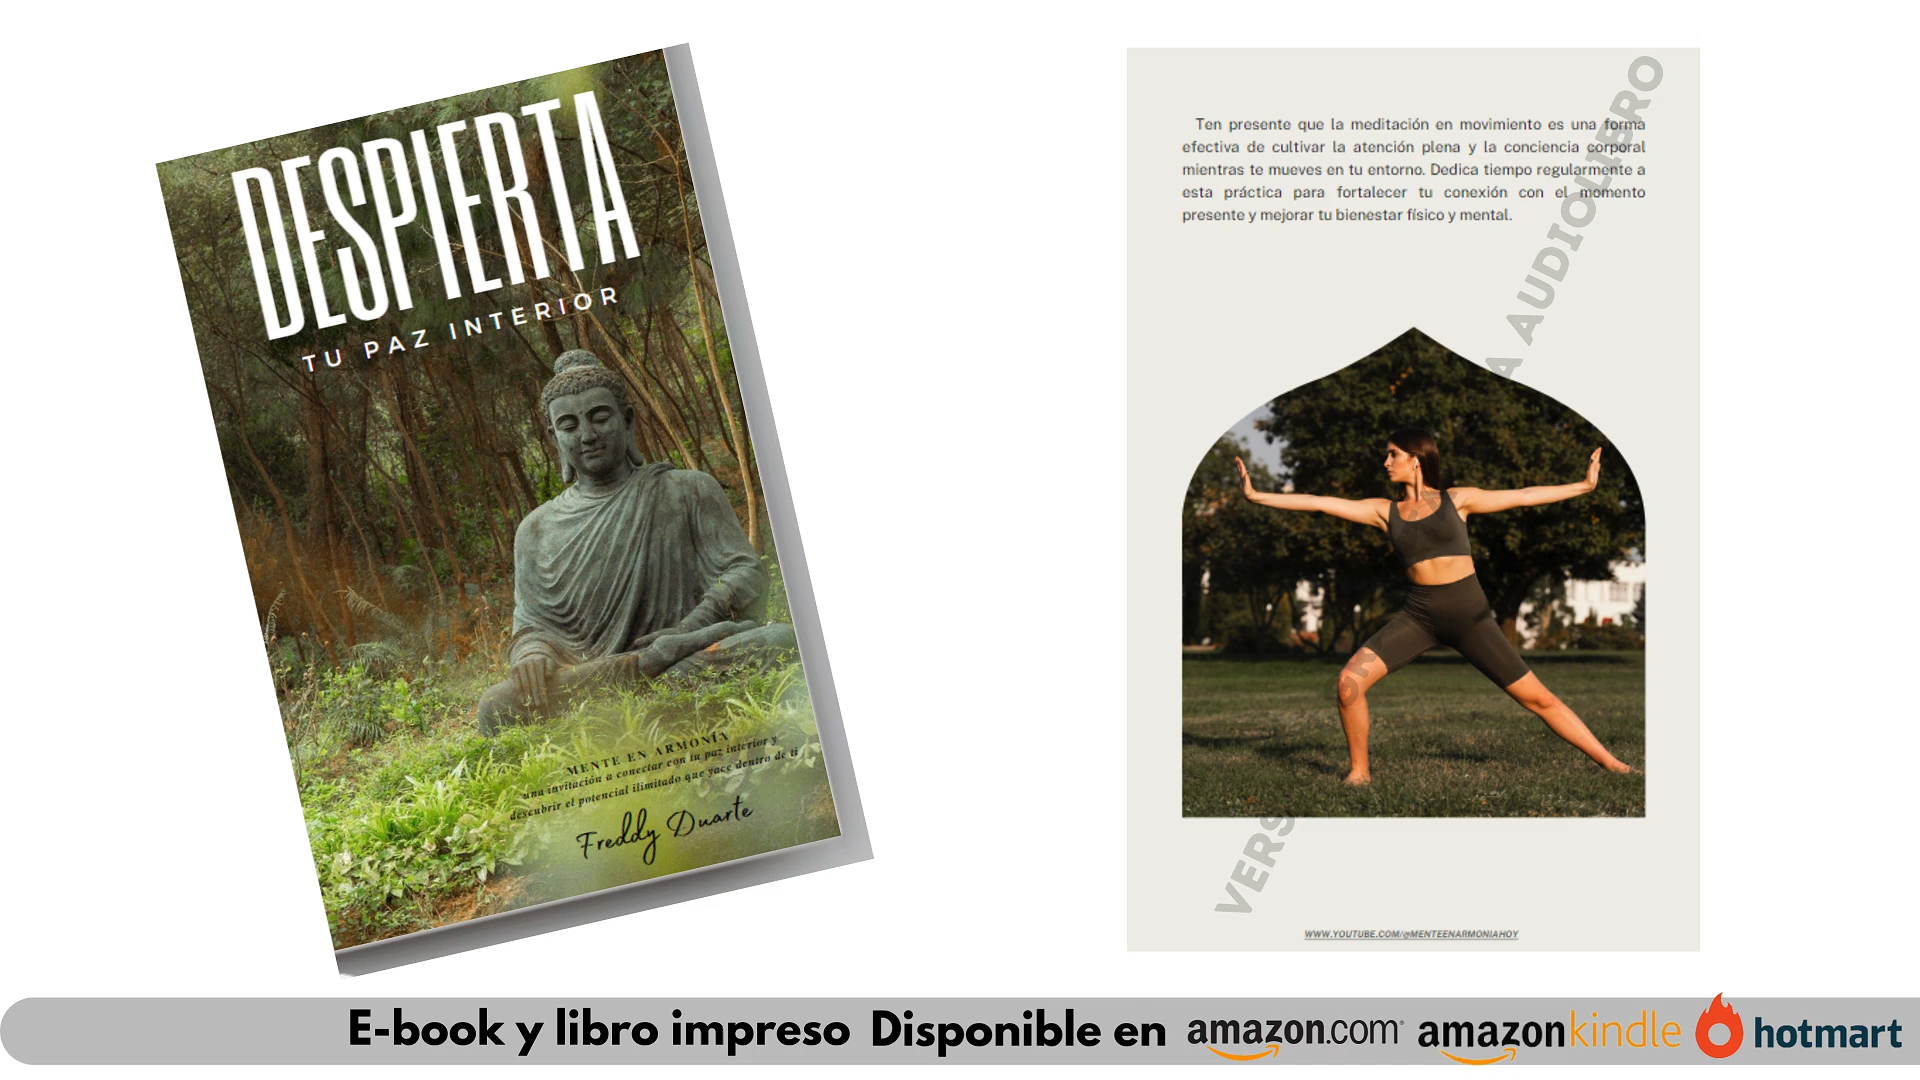 DESPIERTA
TU PAZ INTERIOR
MENTE EN ARMONÍA
una invitación a conectar con tu paz interior y
descubrir el potencial ilimitado que yace dentro de ti
Freddy Duarte
Ten presente que la meditación en movimiento es una forma
efectiva de cultivar la atención plena y la conciencia corporal
mientras te mueves en tu entorno. Dedica tiempo regularmente a
esta práctica para fortalecer tu conexión con el momento
presente y mejorar tu bienestar físico y mental.
AUDIOLIBRO
WWW.YOUTUBE.COM/@MENTEENARMONIAHOY
E-book y libro impreso Disponible en amazon.com amazonkindle hotmart